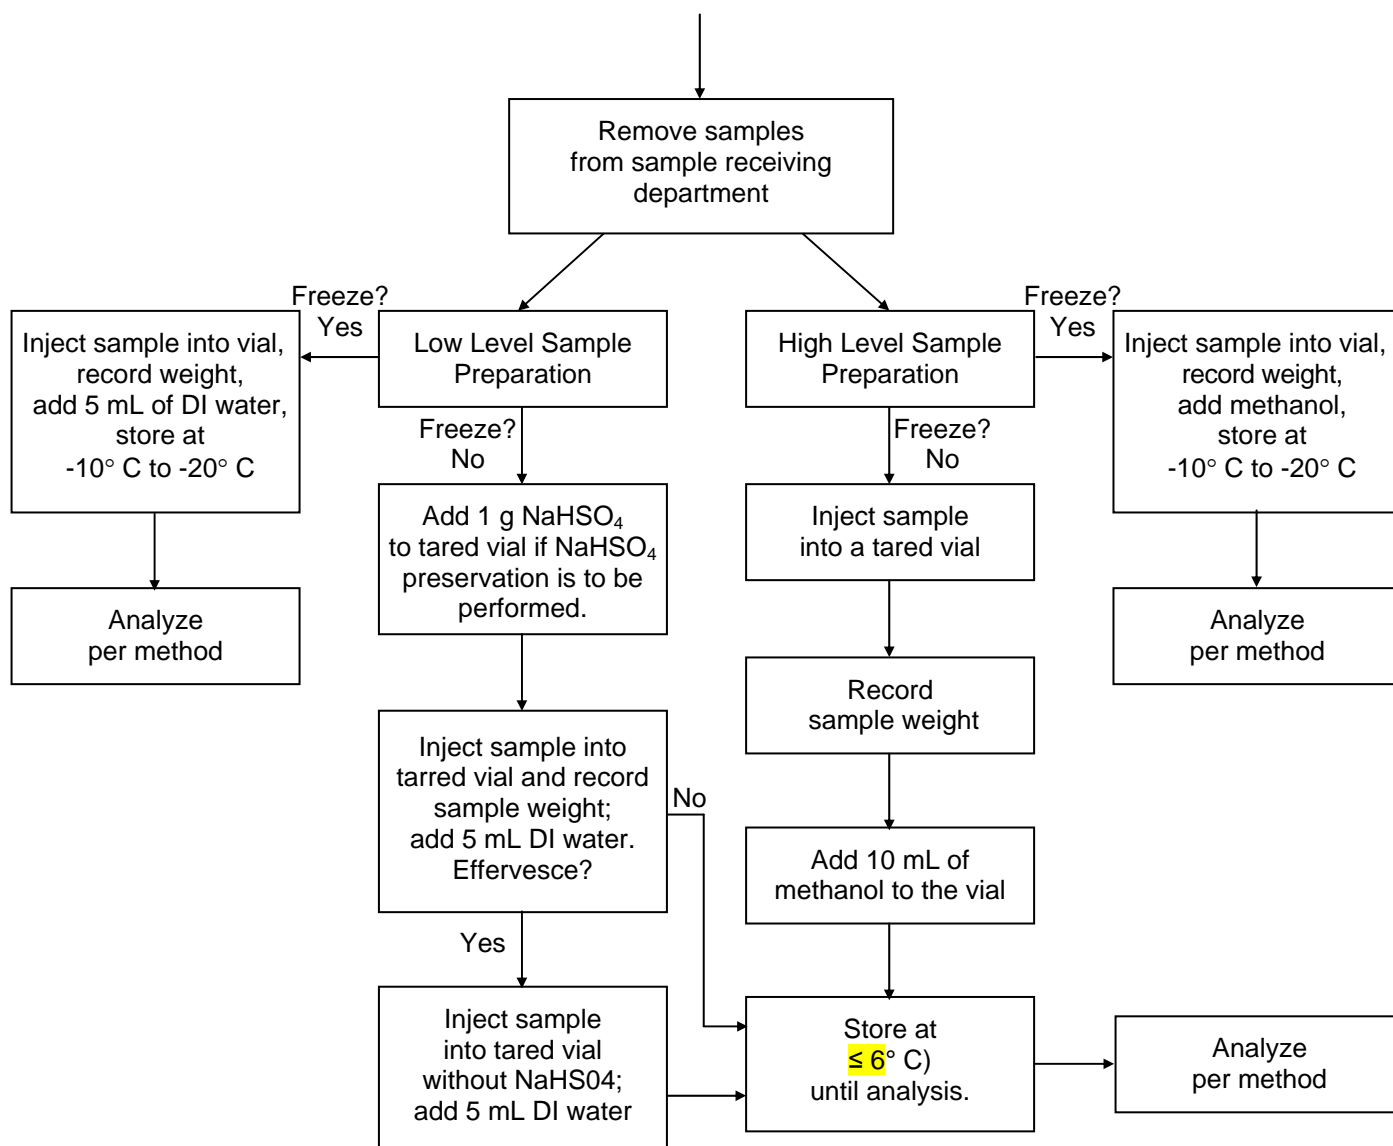 Remove samples
from sample receiving
department
Freeze?
Yes
Inject sample into vial,
record weight,
add 5 mL of DI water,
store at
-10° C to -20° C
Analyze
per method
Low Level Sample
Preparation
Freeze?
No
Add 1 g NaHSO₄
to tared vial if NaHSO₄
preservation is to be
performed.
Inject sample into
tarred vial and record
sample weight;
add 5 mL DI water.
Effervesce?
No
Yes
Inject sample
into tared vial
without NaHS04;
add 5 mL DI water
High Level Sample
Preparation
Freeze?
Yes
Inject sample into vial,
record weight,
add methanol,
store at
-10° C to -20° C
Analyze
per method
Freeze?
No
Inject sample
into a tared vial
Record
sample weight
Add 10 mL of
methanol to the vial
Store at
≤ 6° C)
until analysis.
Analyze
per method